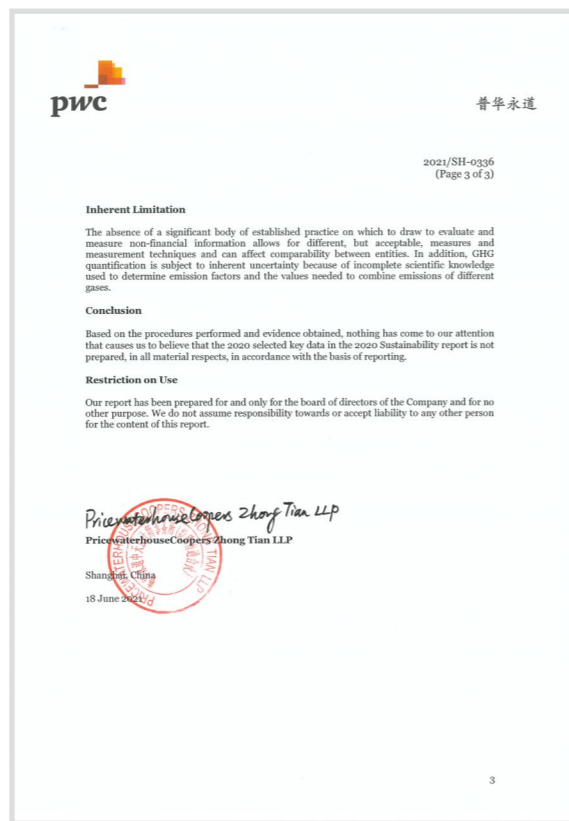 pwc
普华永道
2021/SH-0336
(Page 3 of 3)
Inherent Limitation
The absence of a significant body of established practice on which to draw to evaluate and
measure non-financial information allows for different, but acceptable, measures and
measurement techniques and can affect comparability between entities. In addition, GHG
quantification is subject to inherent uncertainty because of incomplete scientific knowledge
used to determine emission factors and the values needed to combine emissions of different
gases.
Conclusion
Based on the procedures performed and evidence obtained, nothing has come to our attention
that causes us to believe that the 2020 selected key data in the 2020 Sustainability report is not
prepared, in all material respects, in accordance with the basis of reporting.
Restriction on Use
Our report has been prepared for and only for the board of directors of the Company and for no
other purpose. We do not assume responsibility towards or accept liability to any other person
for the content of this report.
PricewaterhouseCoopers Zhong Tian LLP
PricewaterhouseCoopers Zhong Tian LLP
PRICEWATERHOUSECOOPERS ZHONG TIAN LLP
Shanghai, China
18 June 2021
3